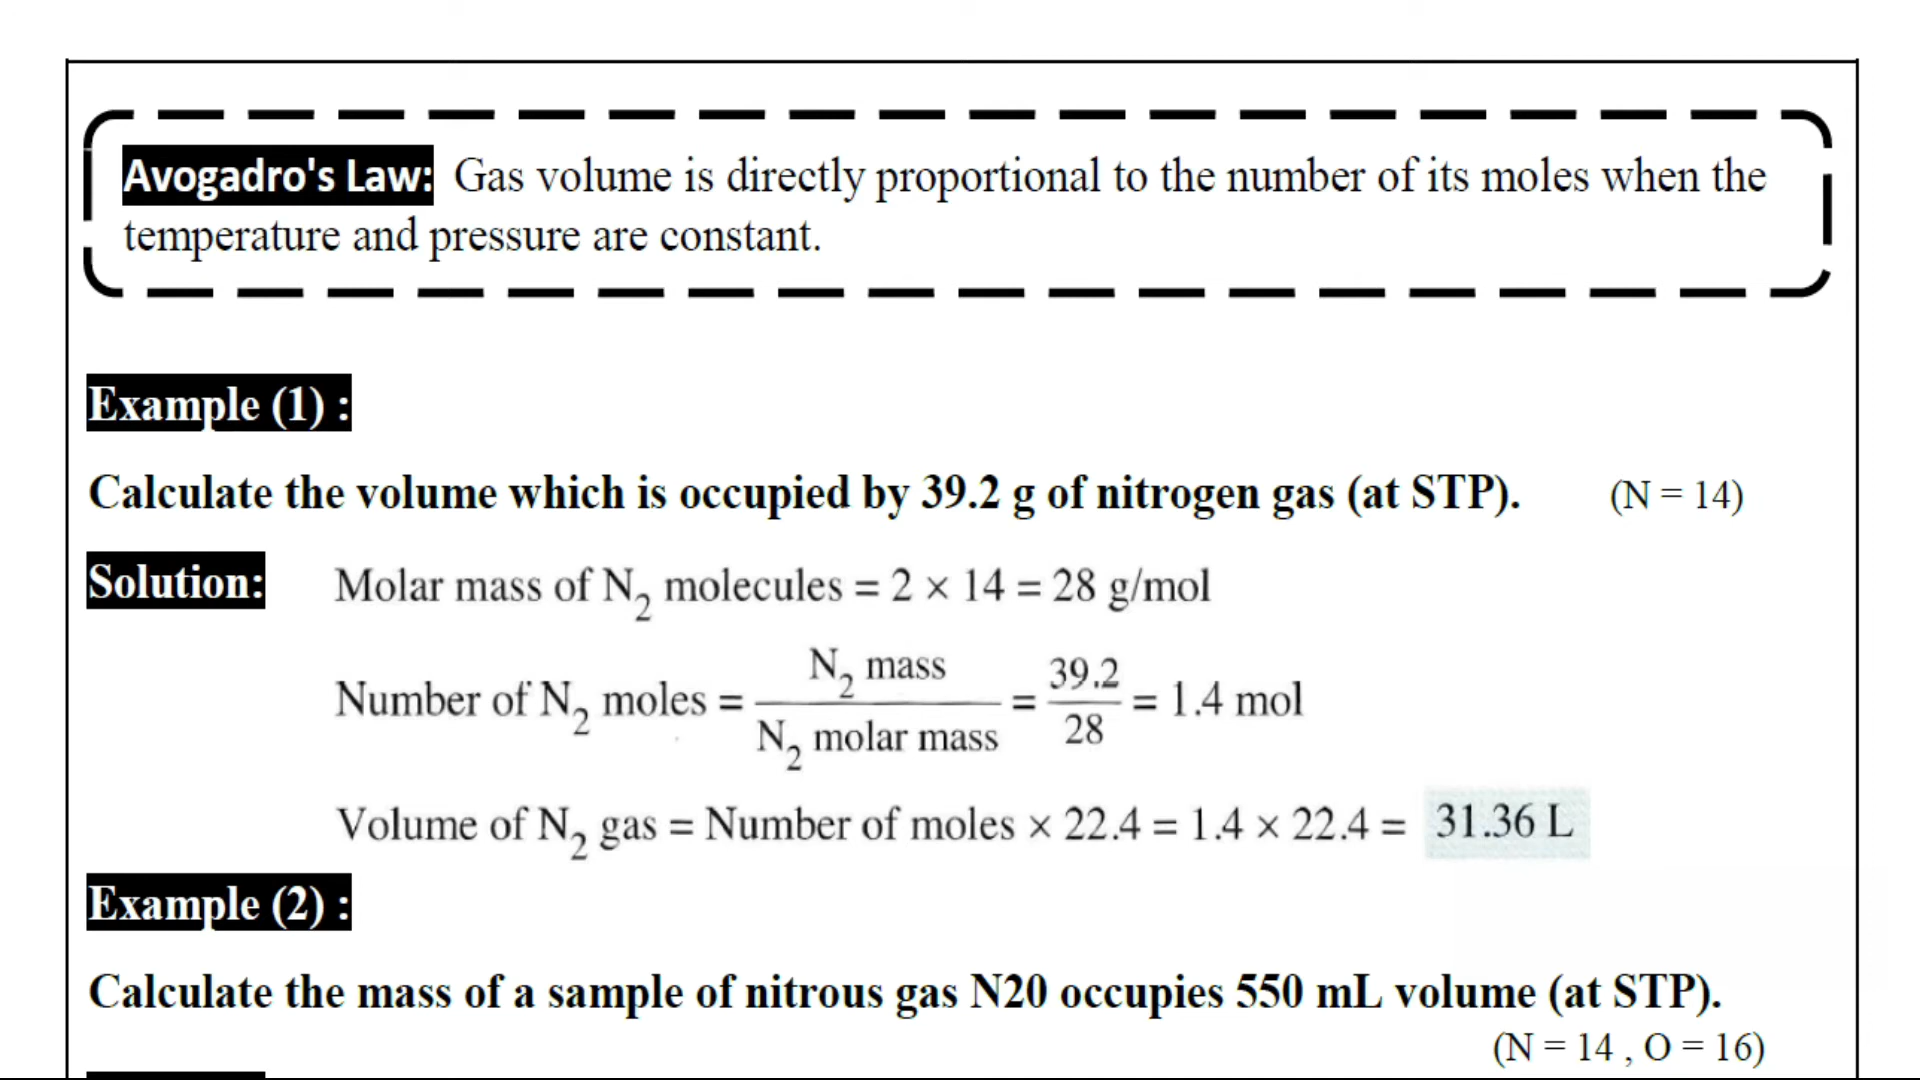 Avogadro's Law: Gas volume is directly proportional to the number of its moles when the
temperature and pressure are constant.
Example (1) :
Calculate the volume which is occupied by 39.2 g of nitrogen gas (at STP). (N = 14)
Solution: Molar mass of N₂ molecules = 2 × 14 = 28 g/mol
Number of N₂ moles = N₂ mass / N₂ molar mass = 39.2 / 28 = 1.4 mol
Volume of N₂ gas = Number of moles × 22.4 = 1.4 × 22.4 = 31.36 L
Example (2) :
Calculate the mass of a sample of nitrous gas N20 occupies 550 mL volume (at STP).
(N = 14 , O = 16)